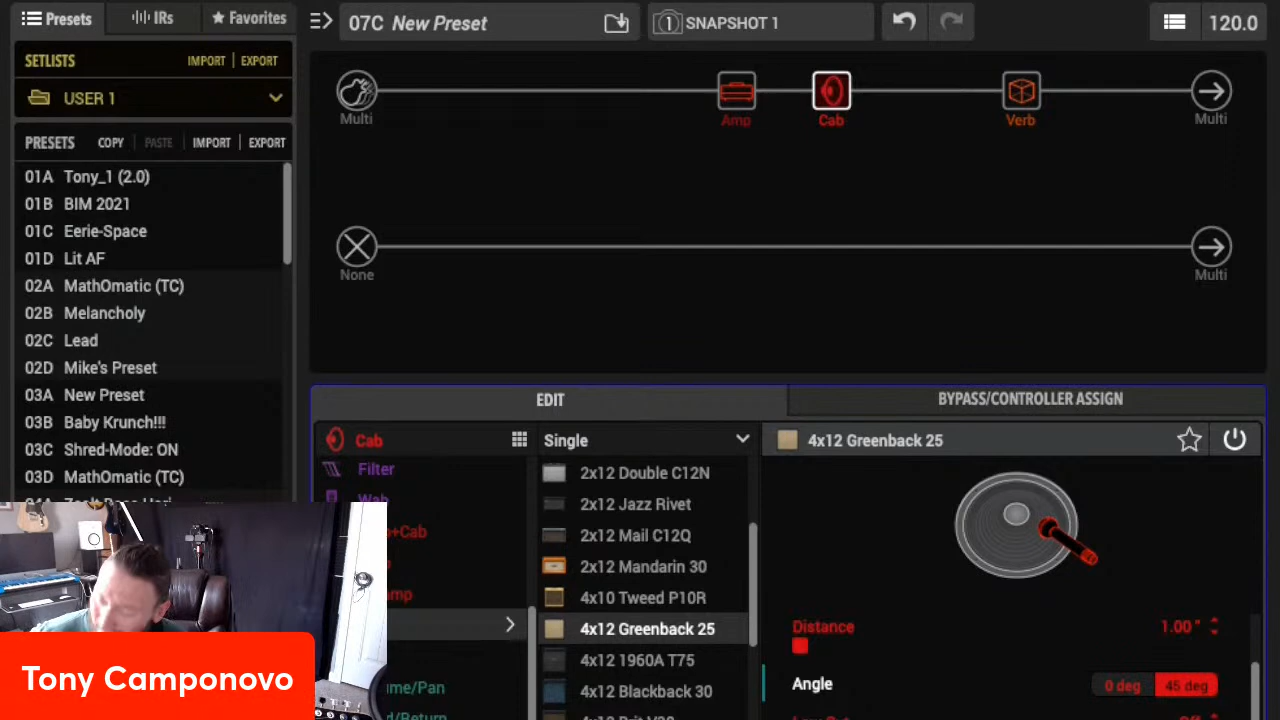 Presets
IRs
Favorites
07C New Preset
1
SNAPSHOT 1
120.0
SETLISTS
IMPORT
EXPORT
USER 1
PRESETS
COPY
PASTE
IMPORT
EXPORT
01A Tony_1 (2.0)
01B BIM 2021
01C Eerie-Space
01D Lit AF
02A MathOmatic (TC)
02B Melancholy
02C Lead
02D Mike's Preset
03A New Preset
03B Baby Krunch!!!
03C Shred-Mode: ON
03D MathOmatic (TC)
Multi
Amp
Cab
Verb
Multi
None
Multi
EDIT
BYPASS/CONTROLLER ASSIGN
Cab
Filter
Wah
+Cab
Single
2x12 Double C12N
2x12 Jazz Rivet
2x12 Mail C12Q
2x12 Mandarin 30
4x10 Tweed P10R
4x12 Greenback 25
4x12 1960A T75
4x12 Blackback 30
4x12 Greenback 25
Distance
1.00 "
Angle
0 deg
45 deg
Tony Camponovo